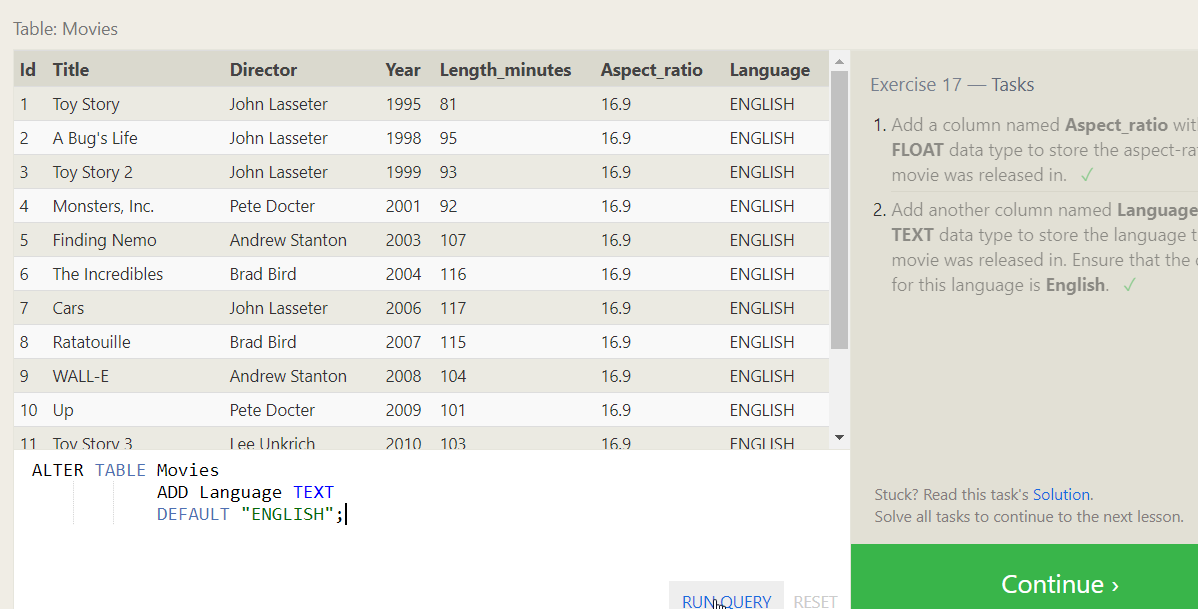 Table: Movies
Id Title Director Year Length_minutes Aspect_ratio Language
1 Toy Story John Lasseter 1995 81 16.9 ENGLISH
2 A Bug's Life John Lasseter 1998 95 16.9 ENGLISH
3 Toy Story 2 John Lasseter 1999 93 16.9 ENGLISH
4 Monsters, Inc. Pete Docter 2001 92 16.9 ENGLISH
5 Finding Nemo Andrew Stanton 2003 107 16.9 ENGLISH
6 The Incredibles Brad Bird 2004 116 16.9 ENGLISH
7 Cars John Lasseter 2006 117 16.9 ENGLISH
8 Ratatouille Brad Bird 2007 115 16.9 ENGLISH
9 WALL-E Andrew Stanton 2008 104 16.9 ENGLISH
10 Up Pete Docter 2009 101 16.9 ENGLISH
11 Toy Story 3 Lee Unkrich 2010 103 16.9 ENGLISH
ALTER TABLE Movies
ADD Language TEXT
DEFAULT "ENGLISH";
RUN QUERY RESET
Exercise 17 — Tasks
1. Add a column named Aspect_ratio wit
FLOAT data type to store the aspect-ra
movie was released in. ✓
2. Add another column named Language
TEXT data type to store the language t
movie was released in. Ensure that the
for this language is English. ✓
Stuck? Read this task's Solution.
Solve all tasks to continue to the next lesson.
Continue ›